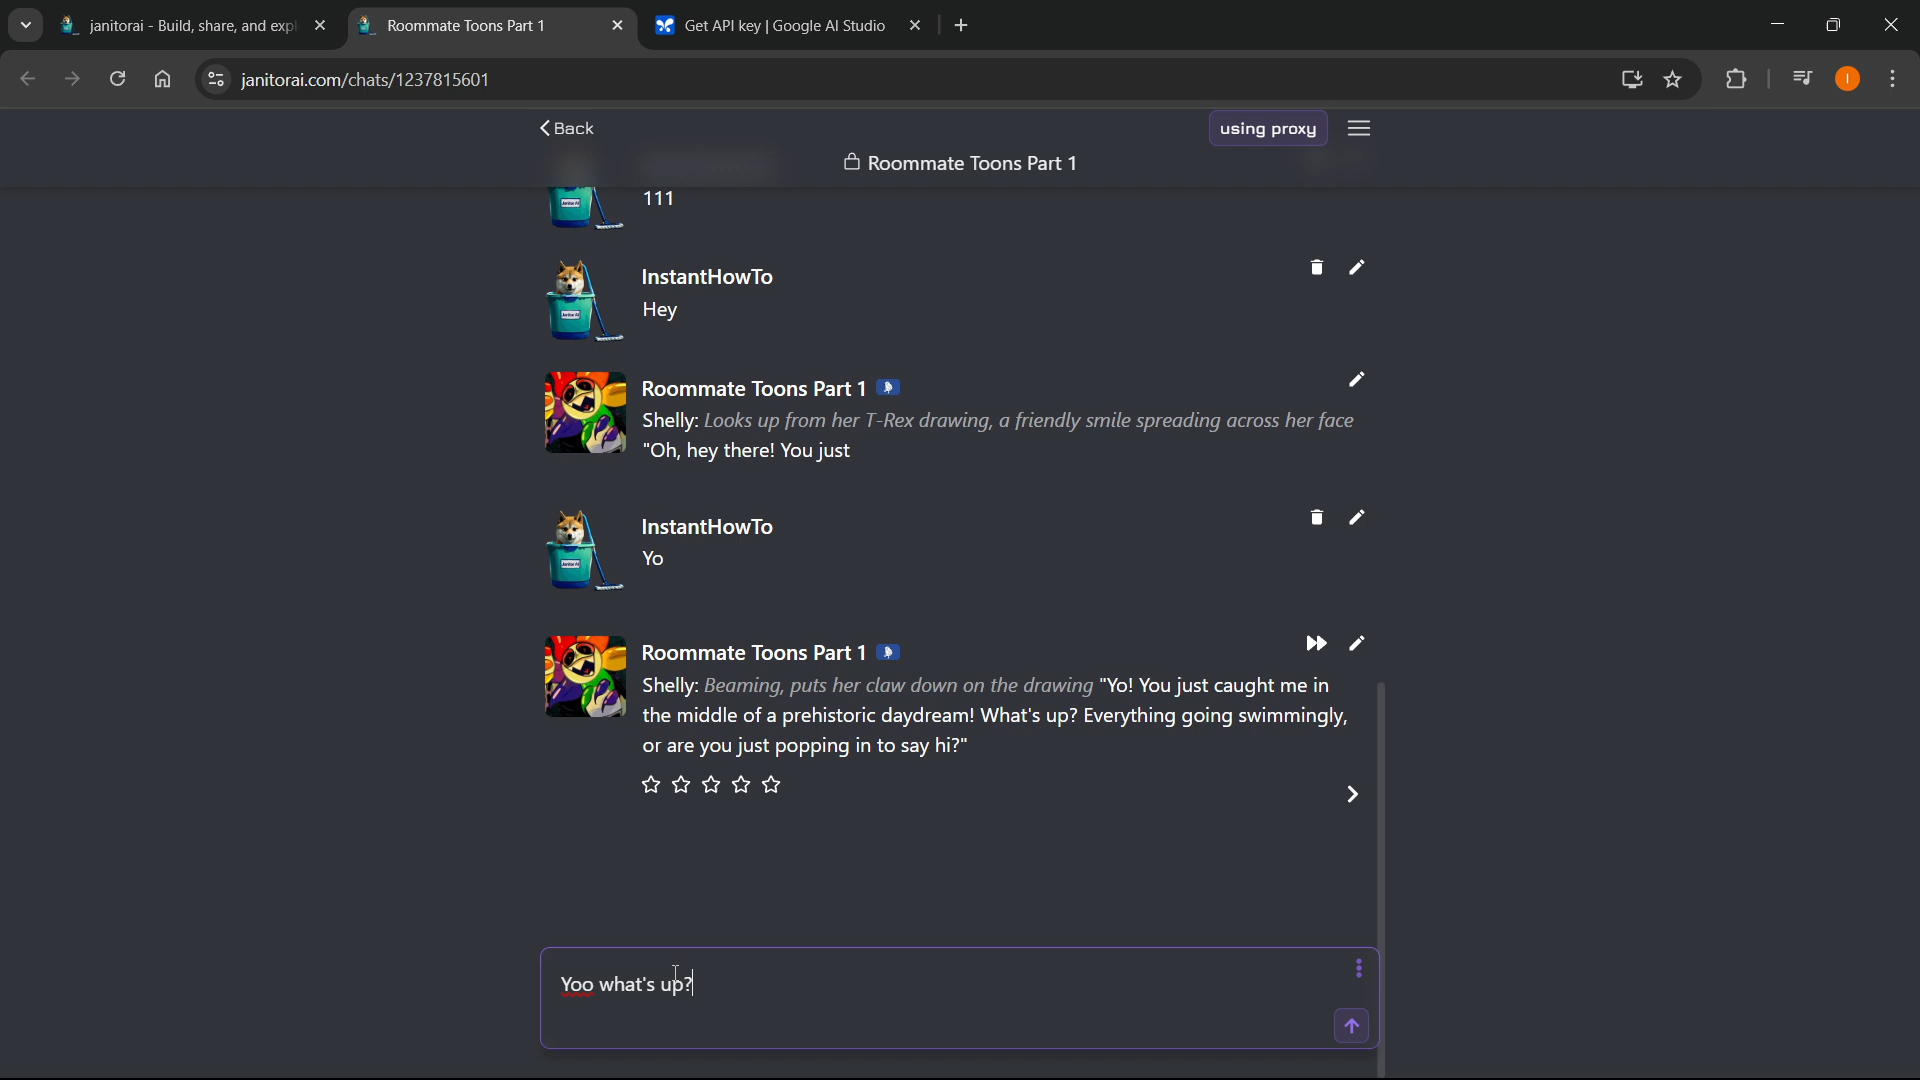 janitorai - Build, share, and expl
Roommate Toons Part 1
Get API key | Google AI Studio
janitorai.com/chats/1237815601
I
Back
using proxy
Roommate Toons Part 1
111
InstantHowTo
Hey
Roommate Toons Part 1
Shelly: Looks up from her T-Rex drawing, a friendly smile spreading across her face
"Oh, hey there! You just
InstantHowTo
Yo
Roommate Toons Part 1
Shelly: Beaming, puts her claw down on the drawing "Yo! You just caught me in
the middle of a prehistoric daydream! What's up? Everything going swimmingly,
or are you just popping in to say hi?"
Yoo what's up?